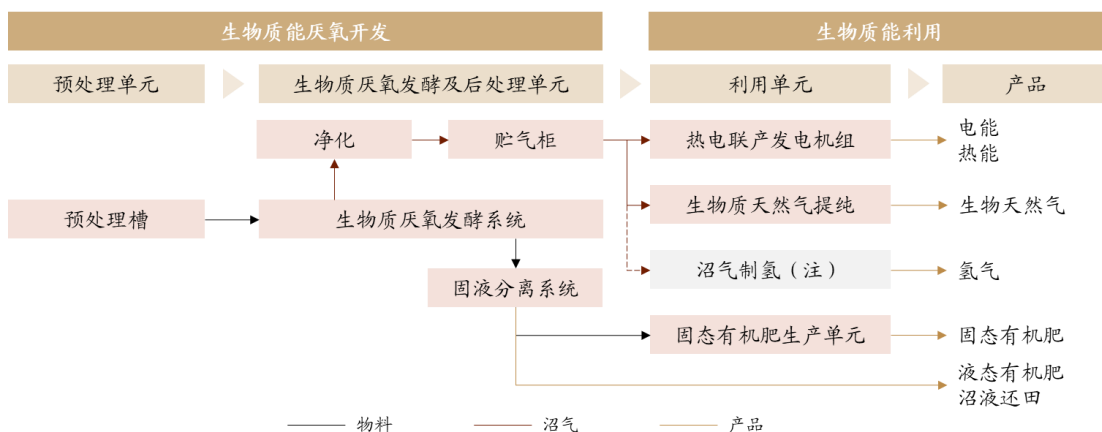 生物质能厌氧开发
生物质能利用
预处理单元
生物质厌氧发酵及后处理单元
利用单元
产品
净化
贮气柜
热电联产发电机组
电能
热能
预处理槽
生物质厌氧发酵系统
生物质天然气提纯
生物天然气
固液分离系统
沼气制氢（注）
氢气
固态有机肥生产单元
固态有机肥
液态有机肥
沼液还田
物料
沼气
产品